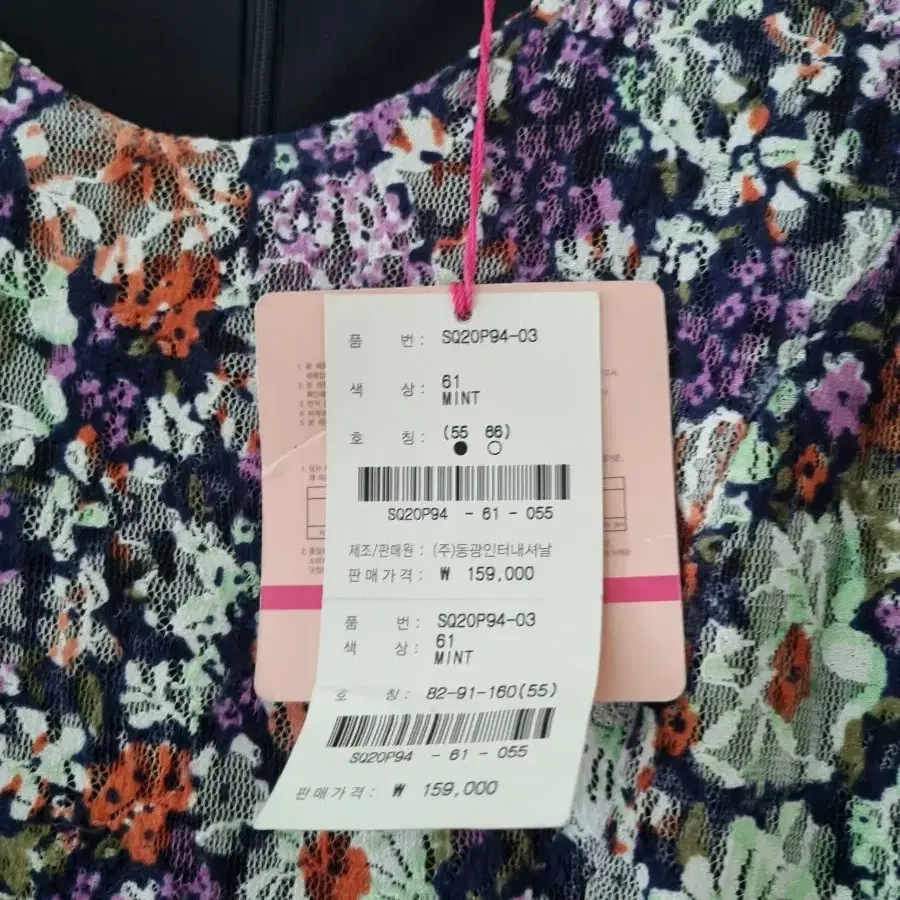 품 번 : SQ20P94-03
색 상 : 61
MINT
호 칭 : (55 66)
SQ20P94 - 61 - 055
제조/판매원 : (주)동광인터내셔날
판매가격 : ₩ 159,000
품 번 : SQ20P94-03
색 상 : 61
MINT
호 칭 : 82-91-160(55)
SQ20P94 - 61 - 055
판매가격 : ₩ 159,000